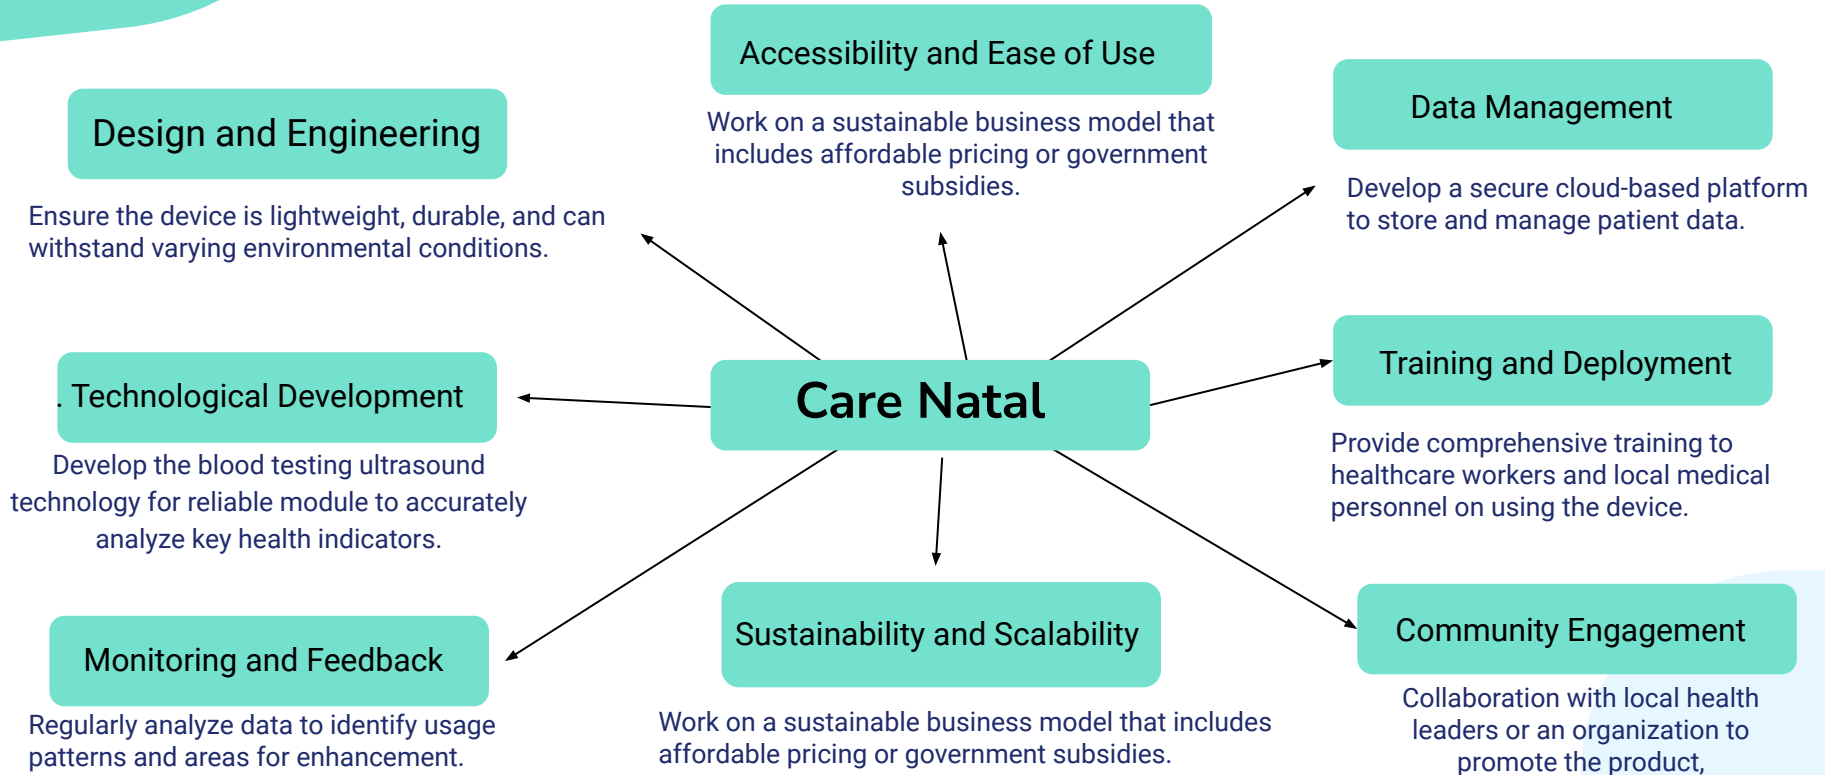 Accessibility and Ease of Use
Work on a sustainable business model that
includes affordable pricing or government
subsidies.
Design and Engineering
Ensure the device is lightweight, durable, and can
withstand varying environmental conditions.
Data Management
Develop a secure cloud-based platform
to store and manage patient data.
. Technological Development
Develop the blood testing ultrasound
technology for reliable module to accurately
analyze key health indicators.
Care Natal
Training and Deployment
Provide comprehensive training to
healthcare workers and local medical
personnel on using the device.
Monitoring and Feedback
Regularly analyze data to identify usage
patterns and areas for enhancement.
Sustainability and Scalability
Work on a sustainable business model that includes
affordable pricing or government subsidies.
Community Engagement
Collaboration with local health
leaders or an organization to
promote the product,